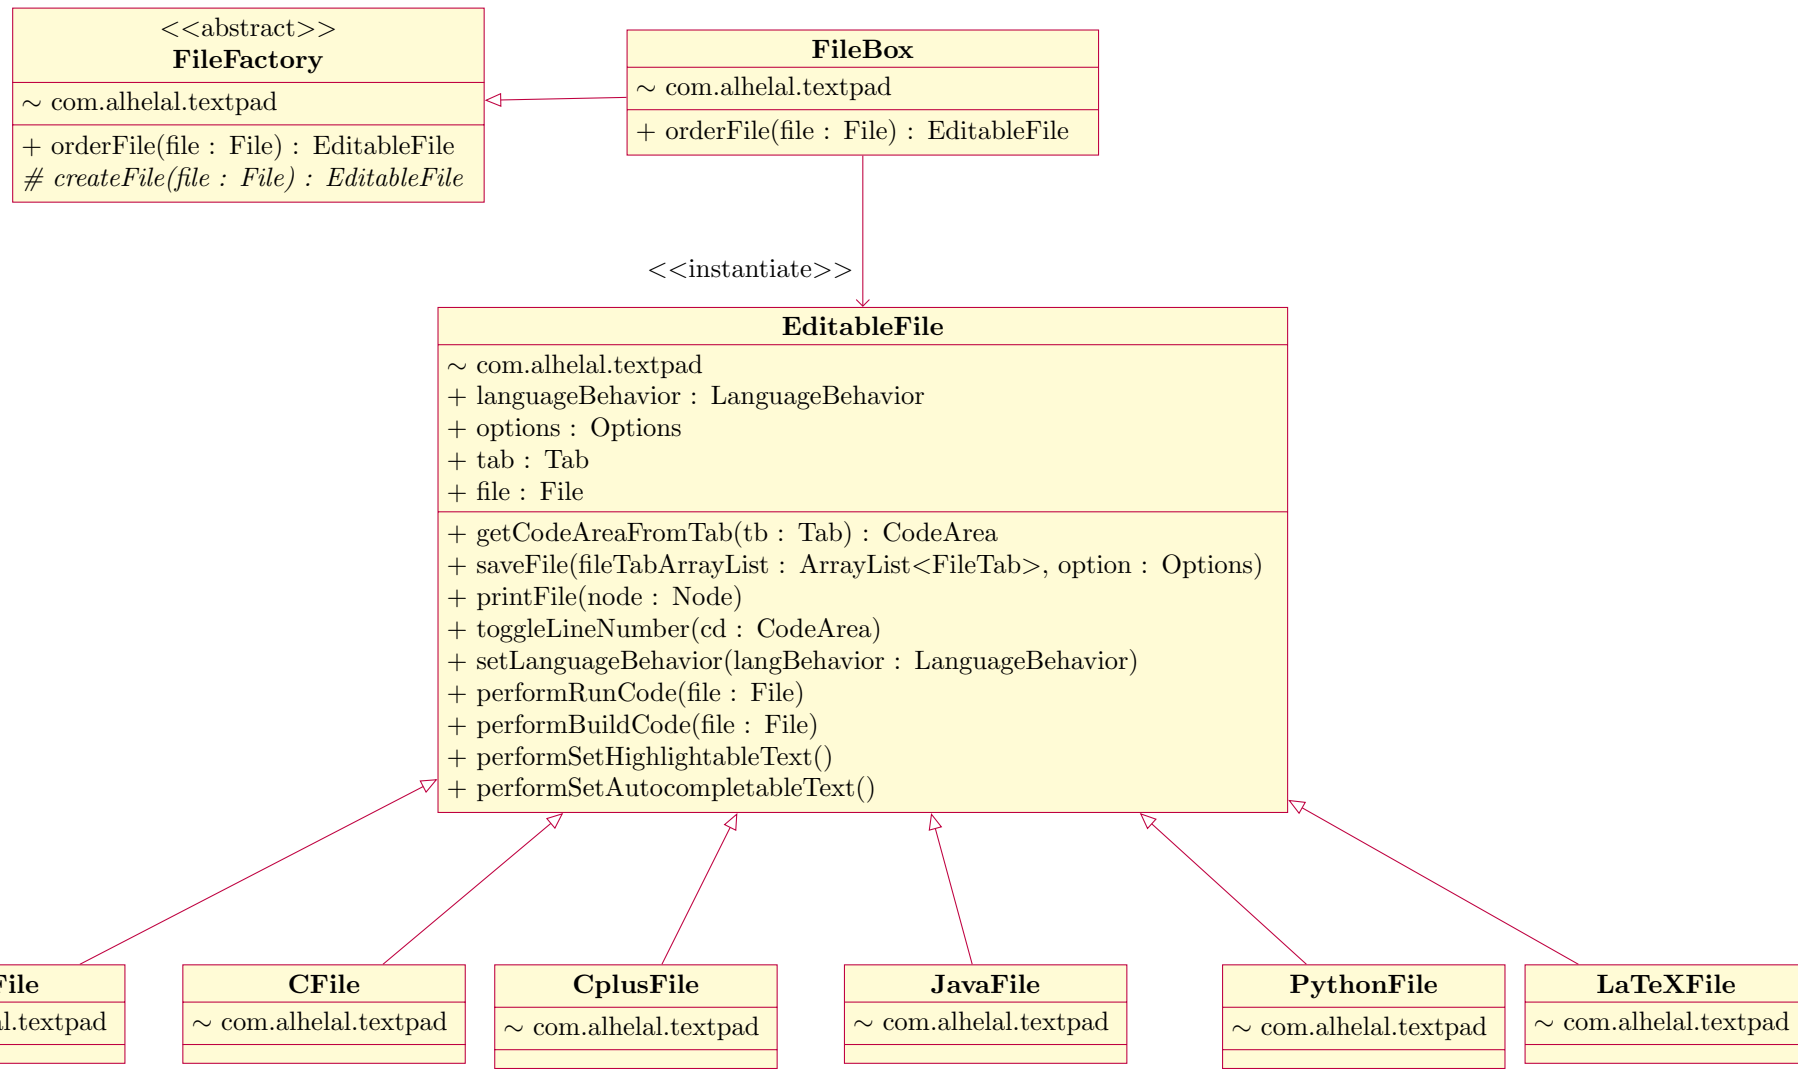 <<abstract>>
FileFactory
~ com.alhelal.textpad
+ orderFile(file : File) : EditableFile
# createFile(file : File) : EditableFile
FileBox
~ com.alhelal.textpad
+ orderFile(file : File) : EditableFile
<<instantiate>>
EditableFile
~ com.alhelal.textpad
+ languageBehavior : LanguageBehavior
+ options : Options
+ tab : Tab
+ file : File
+ getCodeAreaFromTab(tb : Tab) : CodeArea
+ saveFile(fileTabArrayList : ArrayList<FileTab>, option : Options)
+ printFile(node : Node)
+ toggleLineNumber(cd : CodeArea)
+ setLanguageBehavior(langBehavior : LanguageBehavior)
+ performRunCode(file : File)
+ performBuildCode(file : File)
+ performSetHighlightableText()
+ performSetAutocompletableText()
File
al.textpad
CFile
~ com.alhelal.textpad
CplusFile
~ com.alhelal.textpad
JavaFile
~ com.alhelal.textpad
PythonFile
~ com.alhelal.textpad
LaTeXFile
~ com.alhelal.textpad